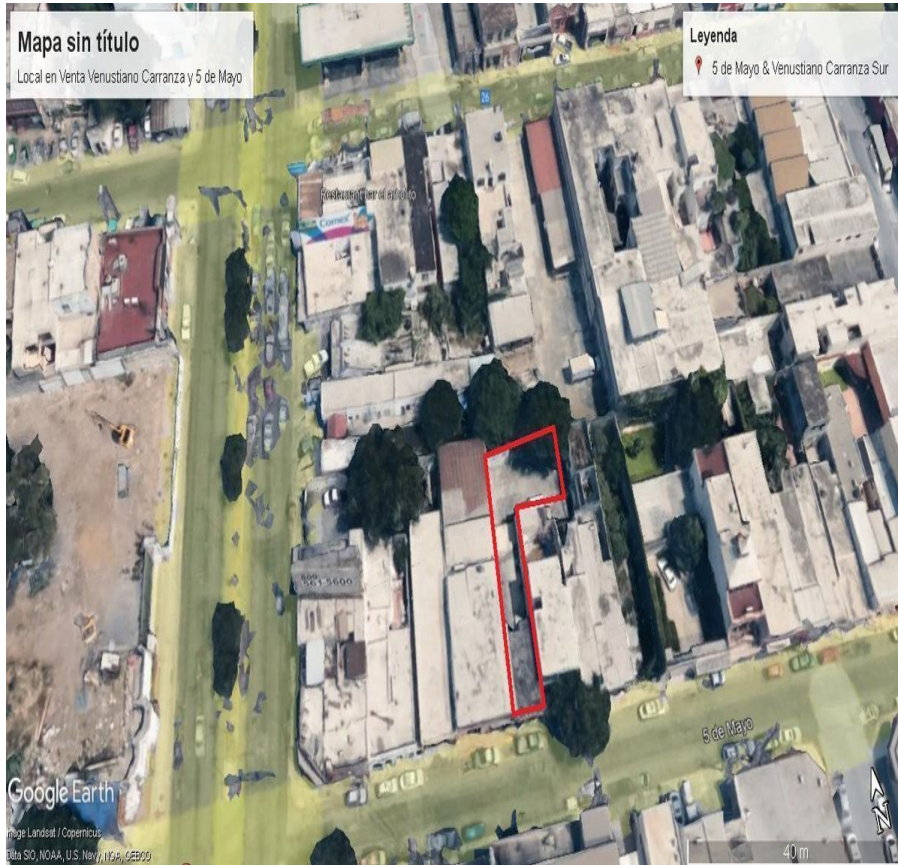 Mapa sin título
Local en Venta Venustiano Carranza y 5 de Mayo
Leyenda
5 de Mayo & Venustiano Carranza Sur
26
Comex
5 de Mayo
Google Earth
Image Landsat / Copernicus
Data SIO, NOAA, U.S. Navy, NGA, GEBCO
N
40 m